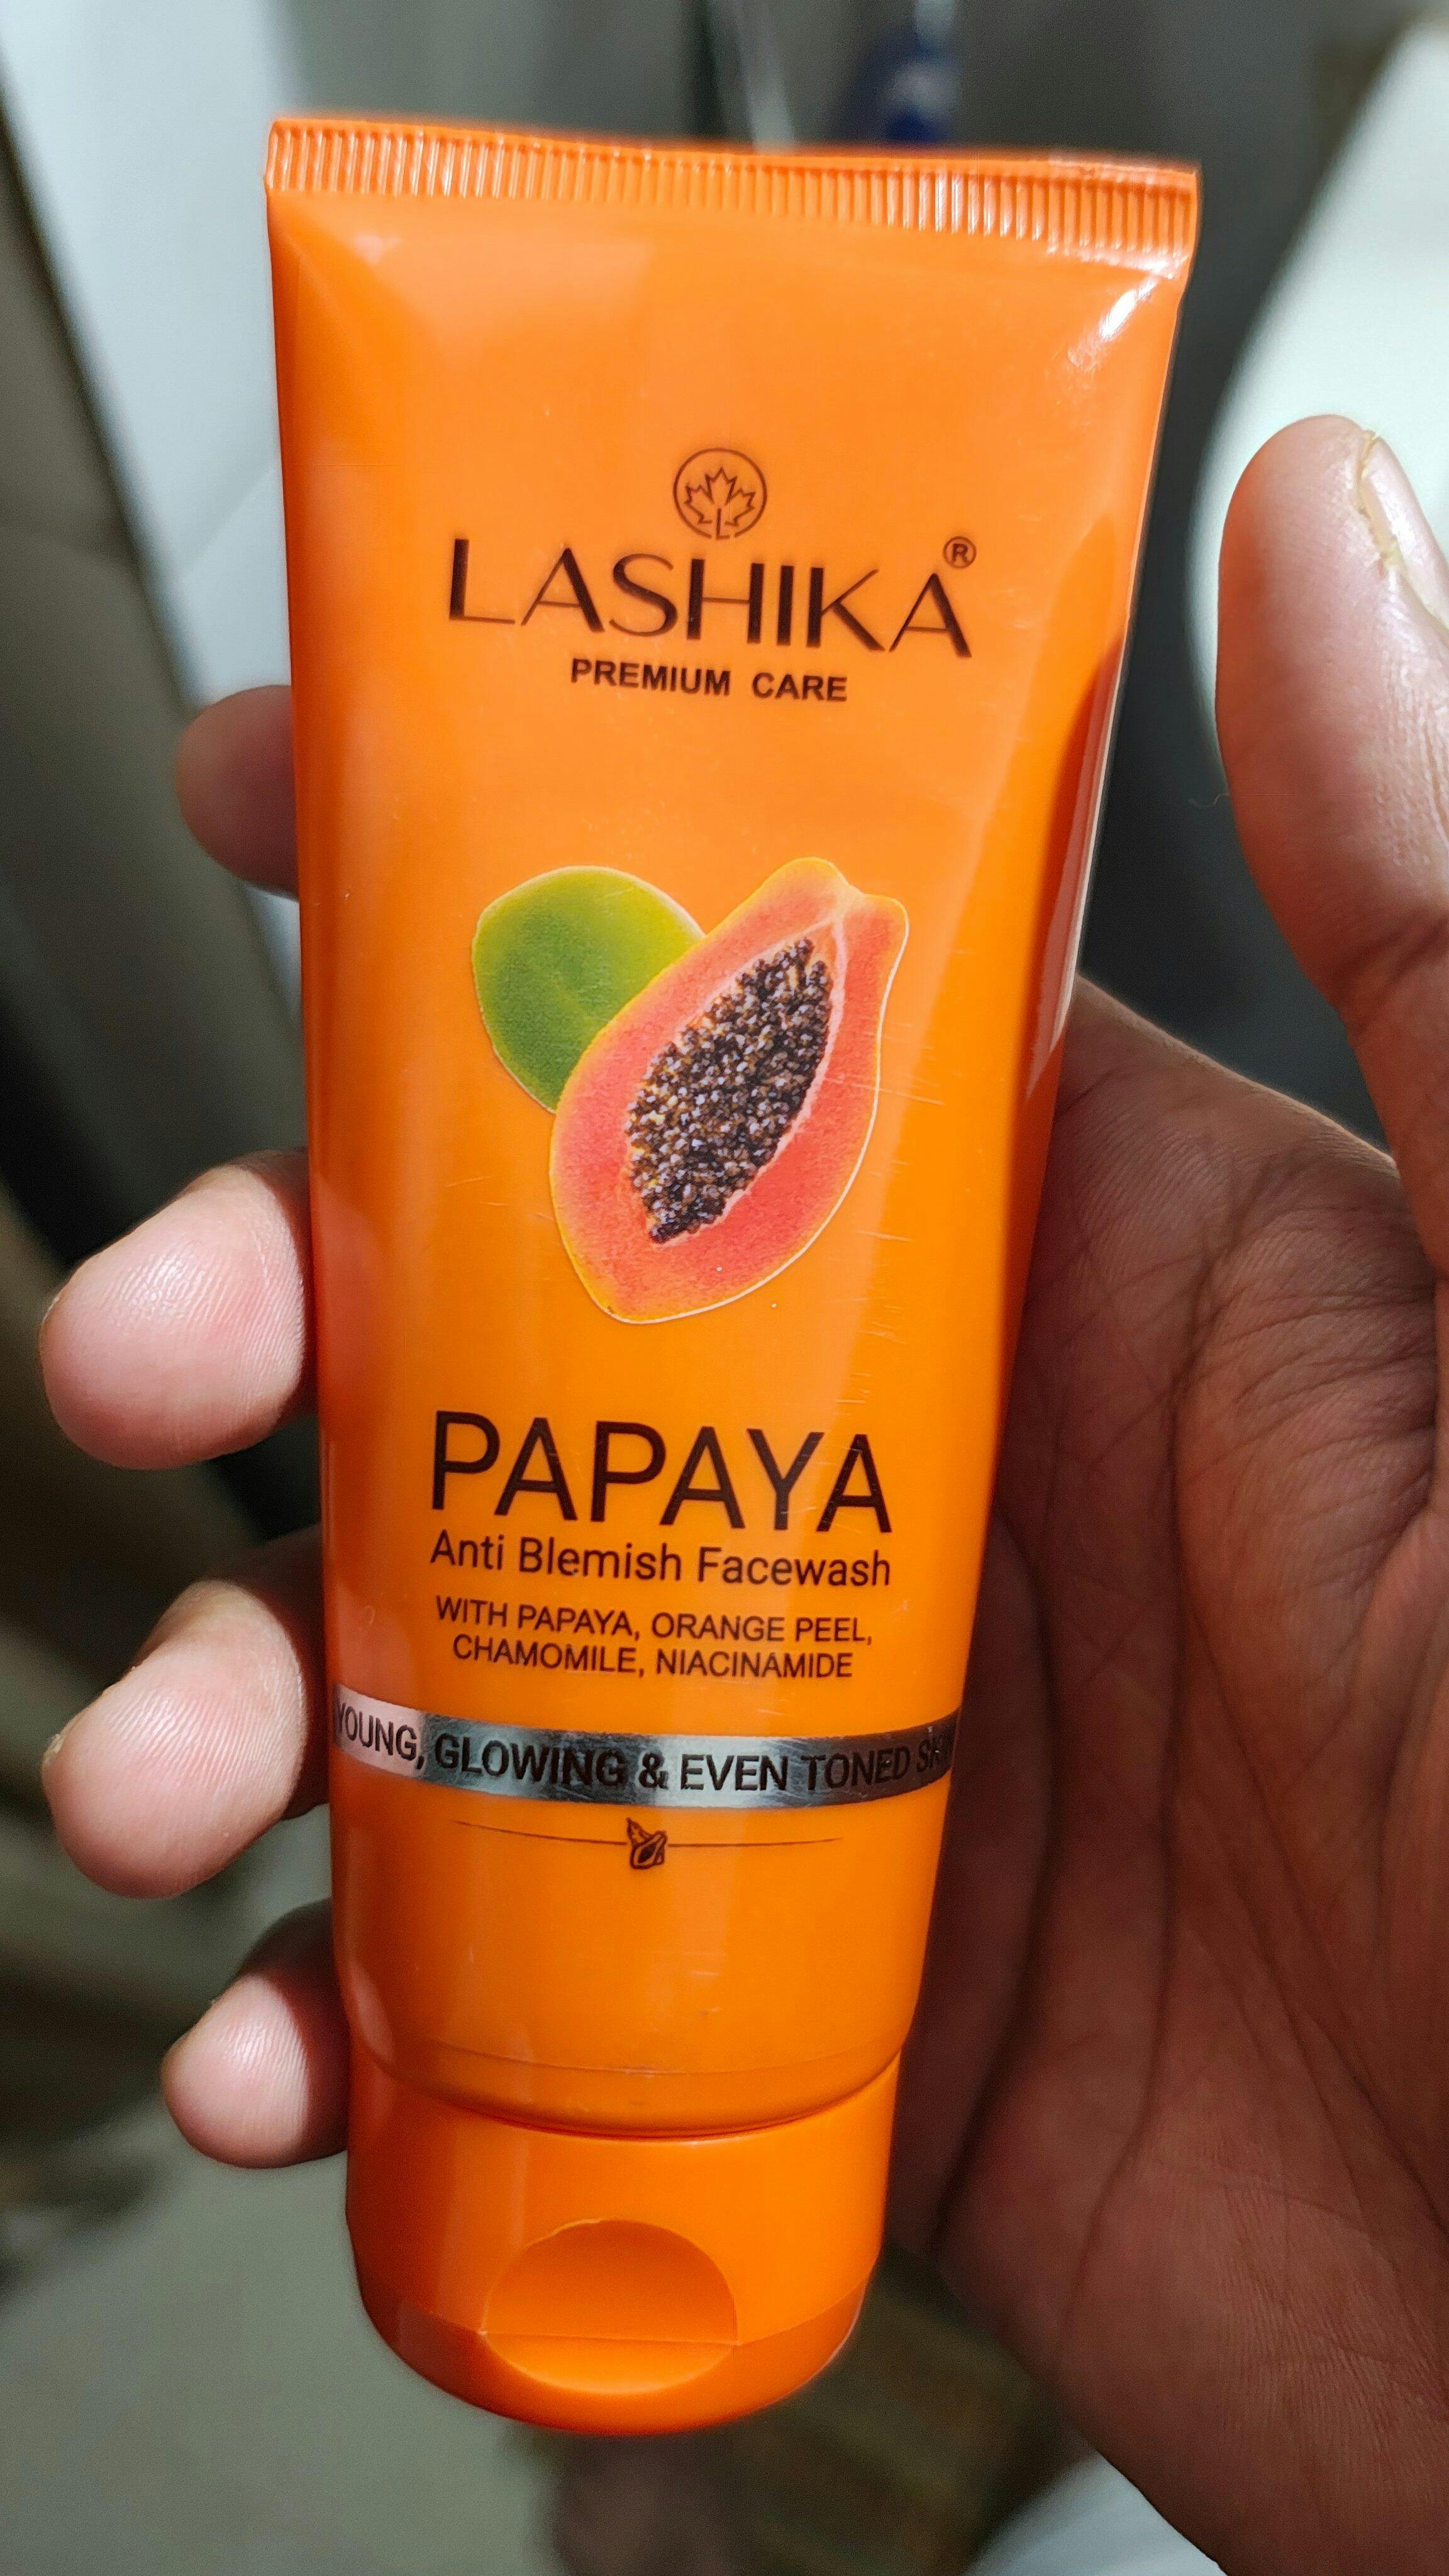 LASHIKA®
PREMIUM CARE
PAPAYA
Anti Blemish Facewash
WITH PAPAYA, ORANGE PEEL,
CHAMOMILE, NIACINAMIDE
YOUNG, GLOWING & EVEN TONED